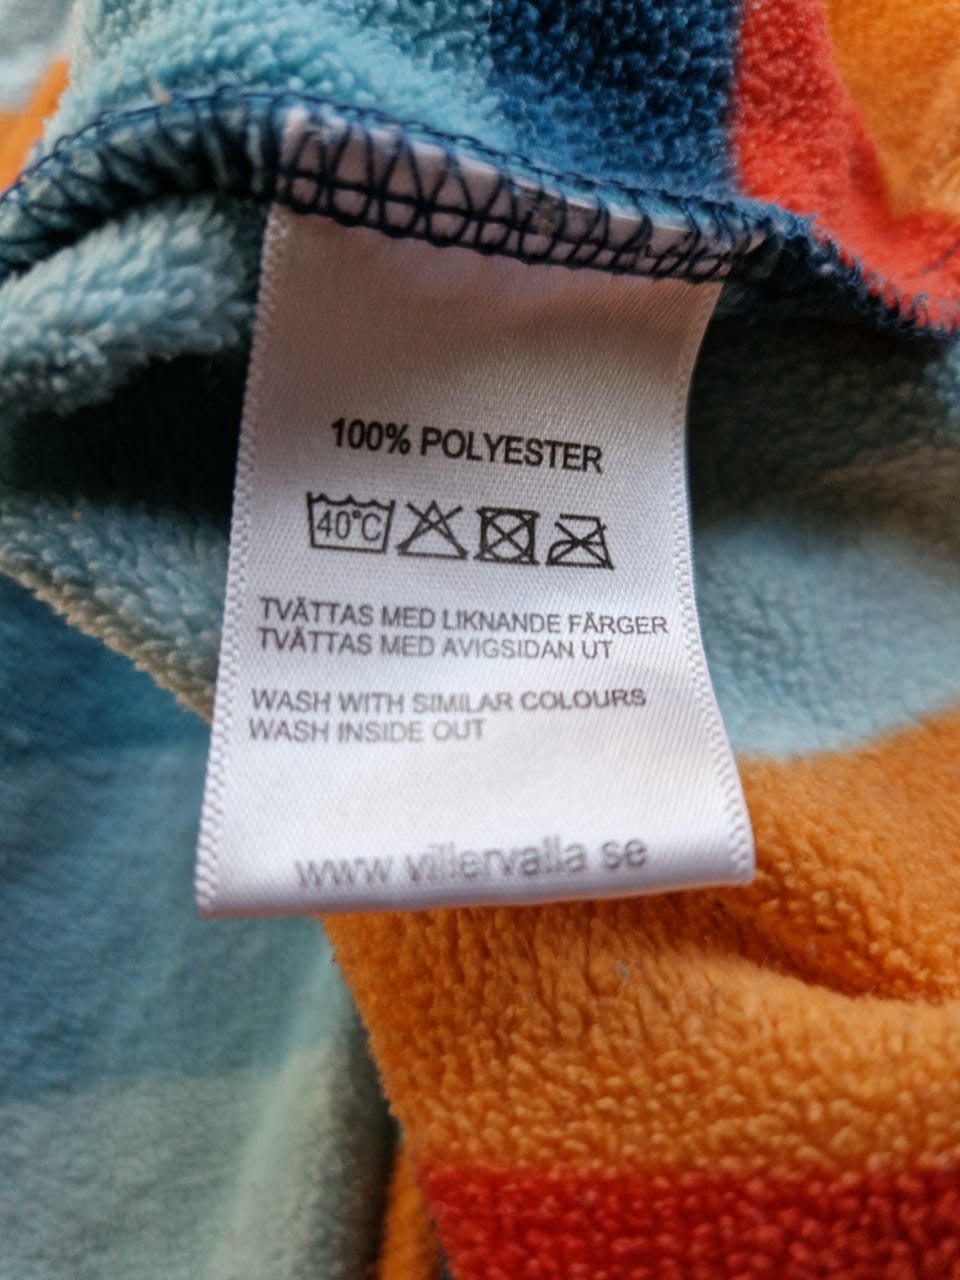 100% POLYESTER
40°C
TVÄTTAS MED LIKNANDE FÄRGER
TVÄTTAS MED AVIGSIDAN UT
WASH WITH SIMILAR COLOURS
WASH INSIDE OUT
www villervalla se